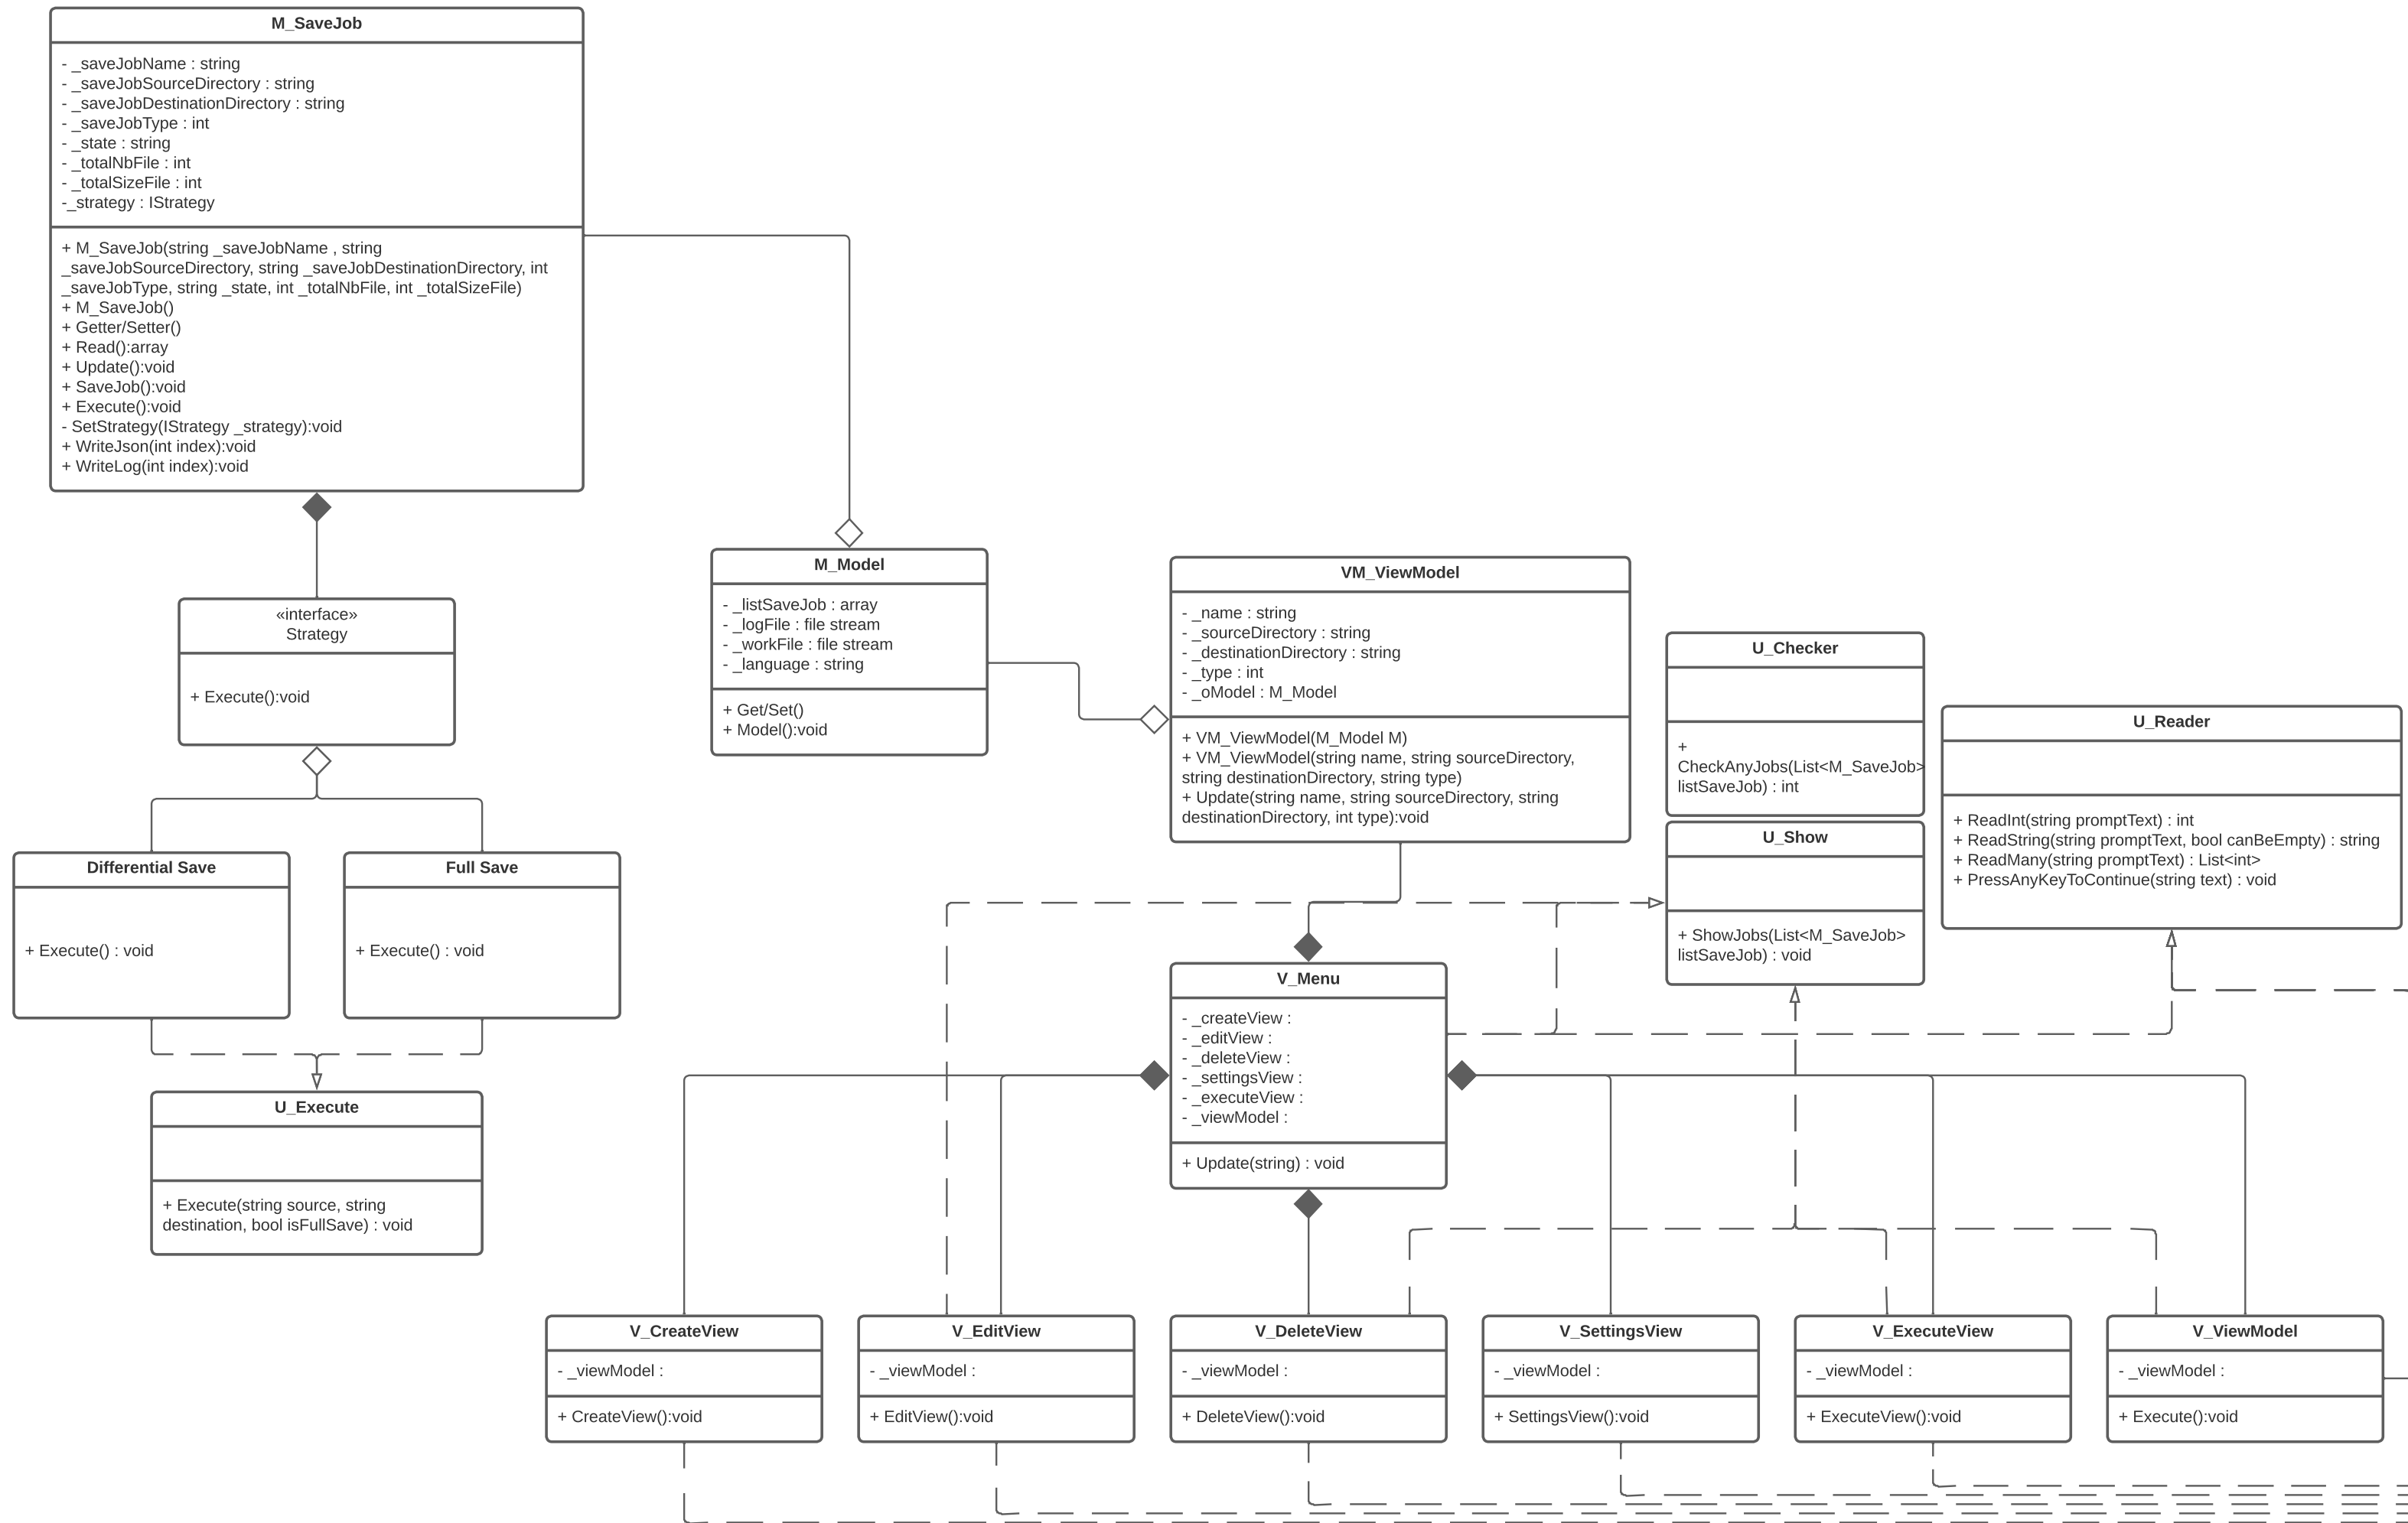 M_SaveJob
- _saveJobName : string
- _saveJobSourceDirectory : string
- _saveJobDestinationDirectory : string
- _saveJobType : int
- _state : string
- _totalNbFile : int
- _totalSizeFile : int
-_strategy : IStrategy
+ M_SaveJob(string _saveJobName , string
_saveJobSourceDirectory, string _saveJobDestinationDirectory, int
_saveJobType, string _state, int _totalNbFile, int _totalSizeFile)
+ M_SaveJob()
+ Getter/Setter()
+ Read():array
+ Update():void
+ SaveJob():void
+ Execute():void
- SetStrategy(IStrategy _strategy):void
+ WriteJson(int index):void
+ WriteLog(int index):void
«interface»
Strategy
+ Execute():void
Differential Save
+ Execute() : void
Full Save
+ Execute() : void
U_Execute
+ Execute(string source, string
destination, bool isFullSave) : void
M_Model
- _listSaveJob : array
- _logFile : file stream
- _workFile : file stream
- _language : string
+ Get/Set()
+ Model():void
VM_ViewModel
- _name : string
- _sourceDirectory : string
- _destinationDirectory : string
- _type : int
- _oModel : M_Model
+ VM_ViewModel(M_Model M)
+ VM_ViewModel(string name, string sourceDirectory,
string destinationDirectory, string type)
+ Update(string name, string sourceDirectory, string
destinationDirectory, int type):void
U_Checker
+
CheckAnyJobs(List<M_SaveJob>
listSaveJob) : int
U_Show
+ ShowJobs(List<M_SaveJob>
listSaveJob) : void
U_Reader
+ ReadInt(string promptText) : int
+ ReadString(string promptText, bool canBeEmpty) : string
+ ReadMany(string promptText) : List<int>
+ PressAnyKeyToContinue(string text) : void
V_Menu
- _createView :
- _editView :
- _deleteView :
- _settingsView :
- _executeView :
- _viewModel :
+ Update(string) : void
V_CreateView
- _viewModel :
+ CreateView():void
V_EditView
- _viewModel :
+ EditView():void
V_DeleteView
- _viewModel :
+ DeleteView():void
V_SettingsView
- _viewModel :
+ SettingsView():void
V_ExecuteView
- _viewModel :
+ ExecuteView():void
V_ViewModel
- _viewModel :
+ Execute():void